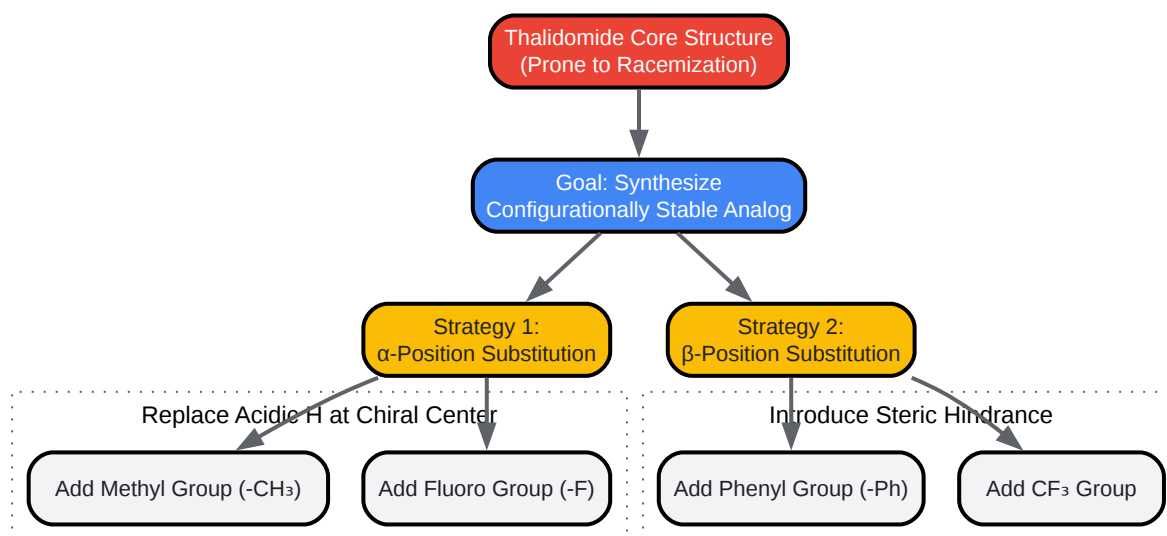 Thalidomide Core Structure
(Prone to Racemization)
Goal: Synthesize
Configurationally Stable Analog
Strategy 1:
α-Position Substitution
Strategy 2:
β-Position Substitution
Replace Acidic H at Chiral Center
Introduce Steric Hindrance
Add Methyl Group (-CH₃)
Add Fluoro Group (-F)
Add Phenyl Group (-Ph)
Add CF₃ Group